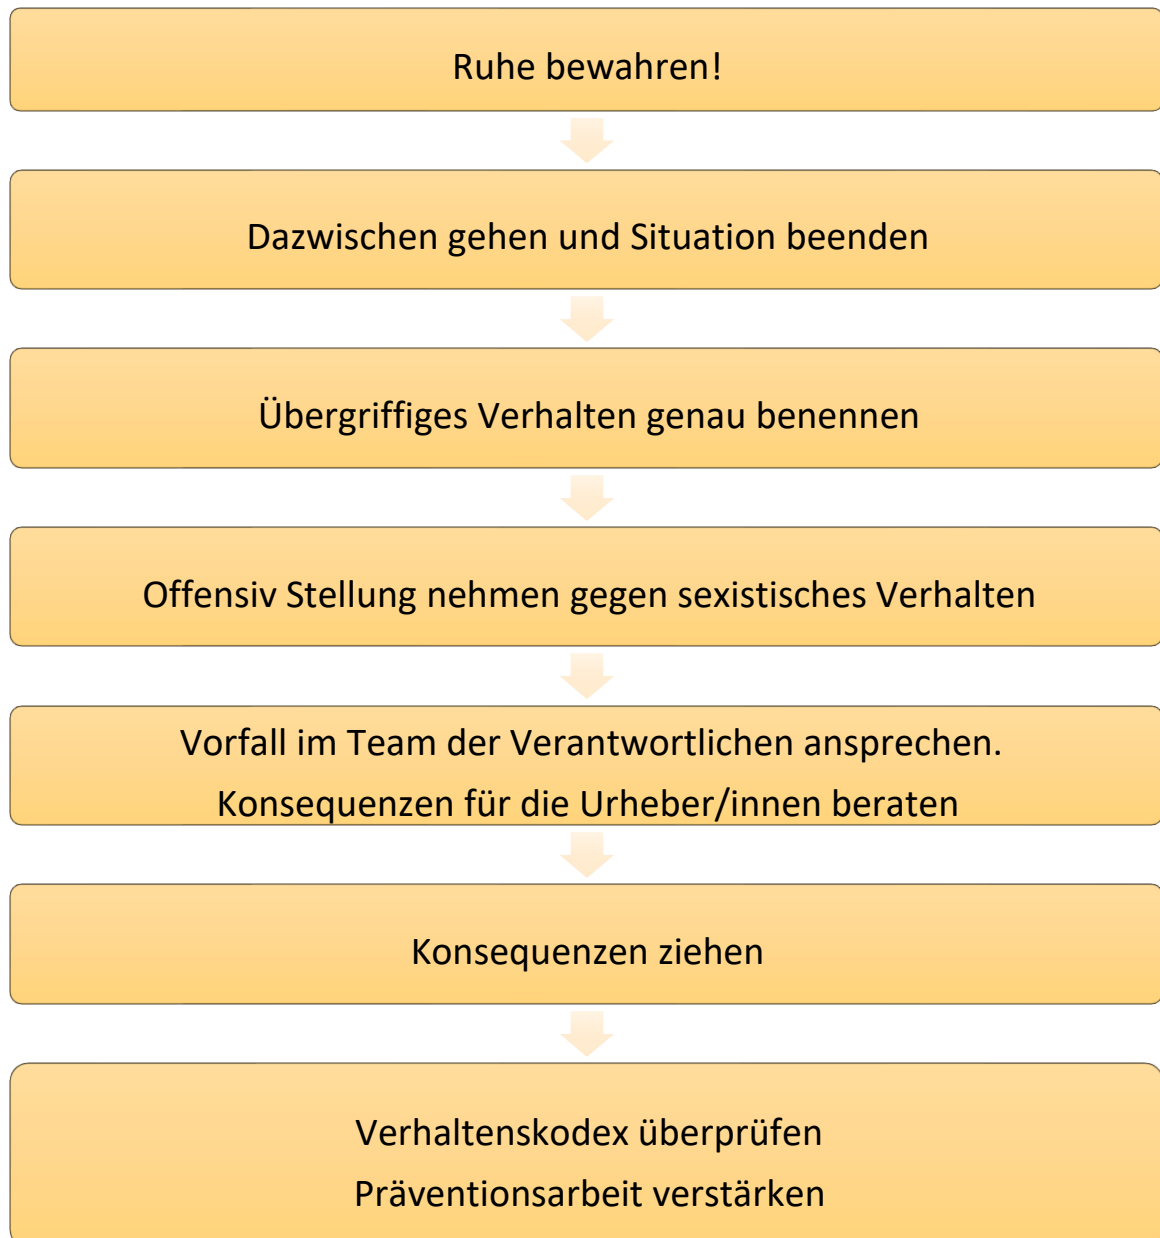 Ruhe bewahren!
Dazwischen gehen und Situation beenden
Übergriffiges Verhalten genau benennen
Offensiv Stellung nehmen gegen sexistisches Verhalten
Vorfall im Team der Verantwortlichen ansprechen.
Konsequenzen für die Urheber/innen beraten
Konsequenzen ziehen
Verhaltenskodex überprüfen
Präventionsarbeit verstärken